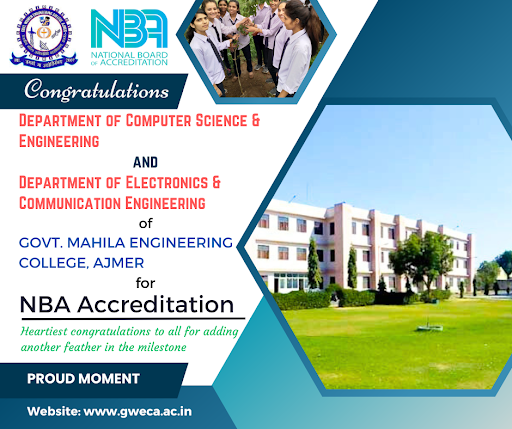 NBA
NATIONAL BOARD
OF ACCREDITATION
Congratulations
DEPARTMENT OF COMPUTER SCIENCE &
ENGINEERING
AND
DEPARTMENT OF ELECTRONICS &
COMMUNICATION ENGINEERING
of
GOVT. MAHILA ENGINEERING
COLLEGE, AJMER
for
NBA Accreditation
Heartiest congratulations to all for adding
another feather in the milestone
PROUD MOMENT
Website: www.gweca.ac.in